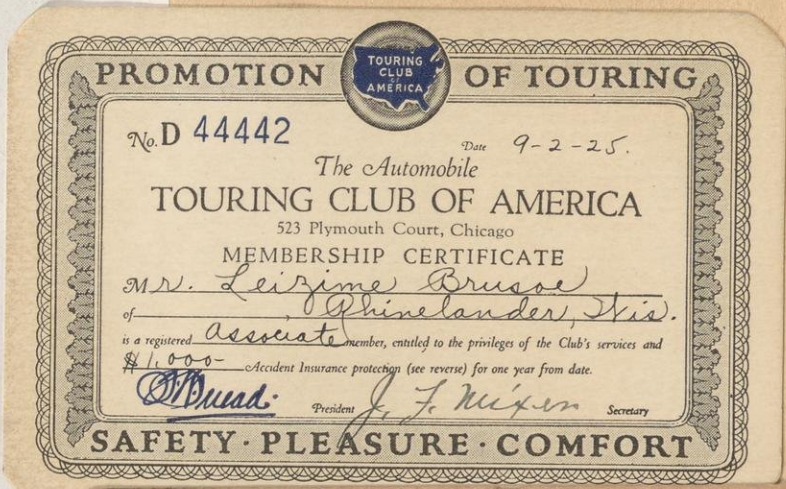 PROMOTION OF TOURING
TOURING
CLUB
OF
AMERICA
No. D 44442
Date 9-2-25.
The Automobile
TOURING CLUB OF AMERICA
523 Plymouth Court, Chicago
MEMBERSHIP CERTIFICATE
Mr. Leizime Brusoe
of , Rhinelander, Wis.
is a registered associate member, entitled to the privileges of the Club's services and
$1,000- Accident Insurance protection (see reverse) for one year from date.
President J. F. Mixen Secretary
SAFETY · PLEASURE · COMFORT